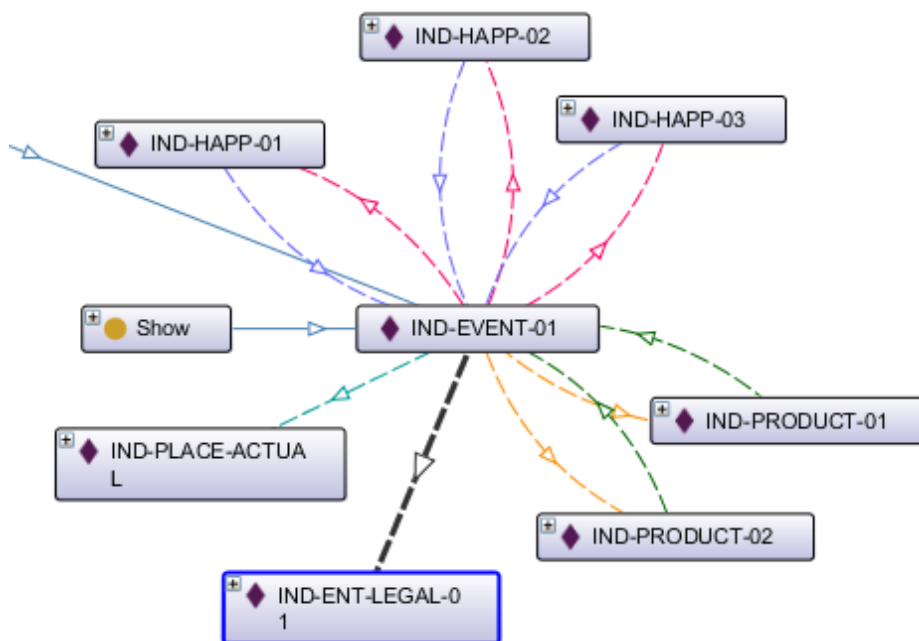 IND-HAPP-02
IND-HAPP-03
IND-HAPP-01
Show
IND-EVENT-01
IND-PRODUCT-01
IND-PLACE-ACTUA
L
IND-PRODUCT-02
IND-ENT-LEGAL-0
1